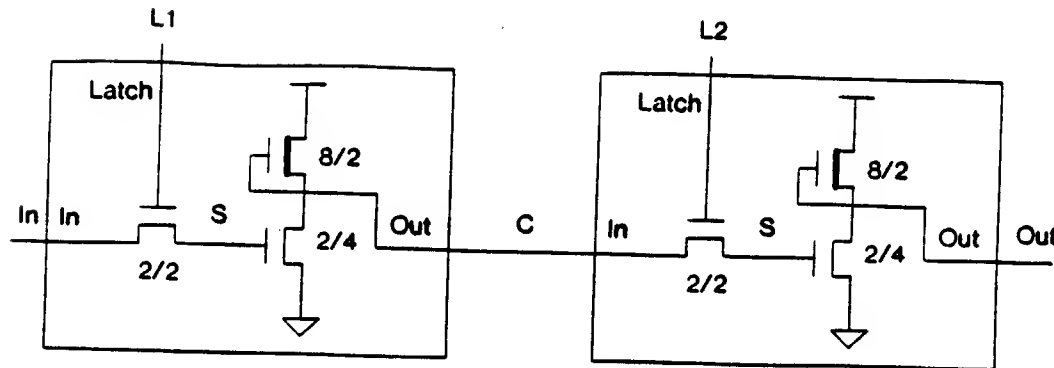 L1
L2
Latch
Latch
8/2
8/2
In In
S
2/4
Out
C
In
S
2/4
Out
Out
2/2
2/2